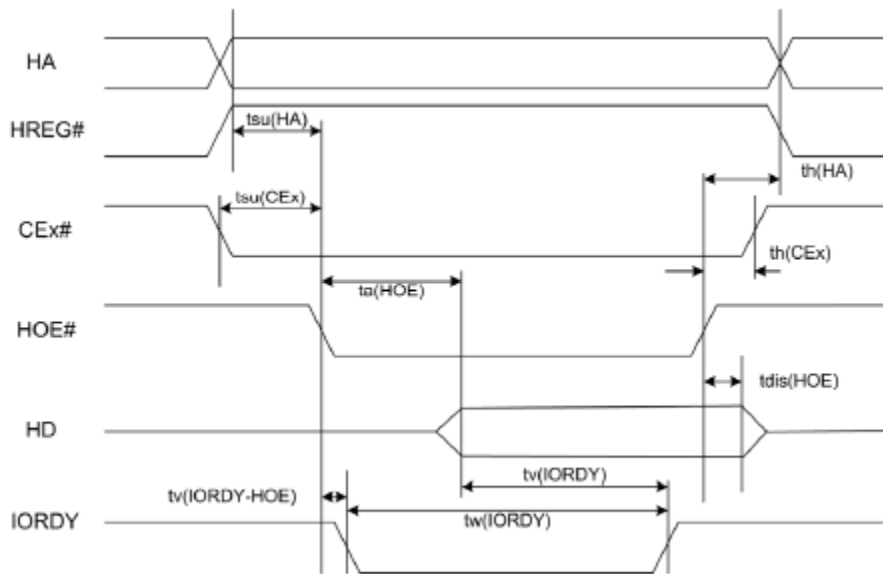 HA
HREG#
tsu(HA)
th(HA)
tsu(CEx)
CEx#
th(CEx)
ta(HOE)
HOE#
tdis(HOE)
HD
tv(IORDY)
tv(IORDY-HOE)
tw(IORDY)
IORDY